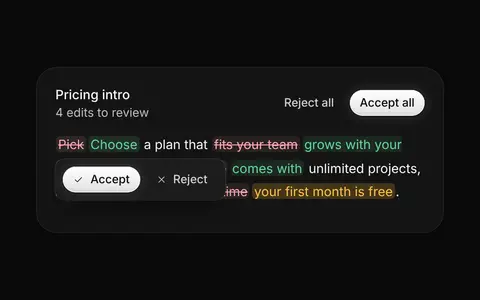 Pricing intro
4 edits to review
Reject all
Accept all
Pick Choose a plan that fits your team grows with your
comes with unlimited projects,
Accept
Reject
your first month is free.